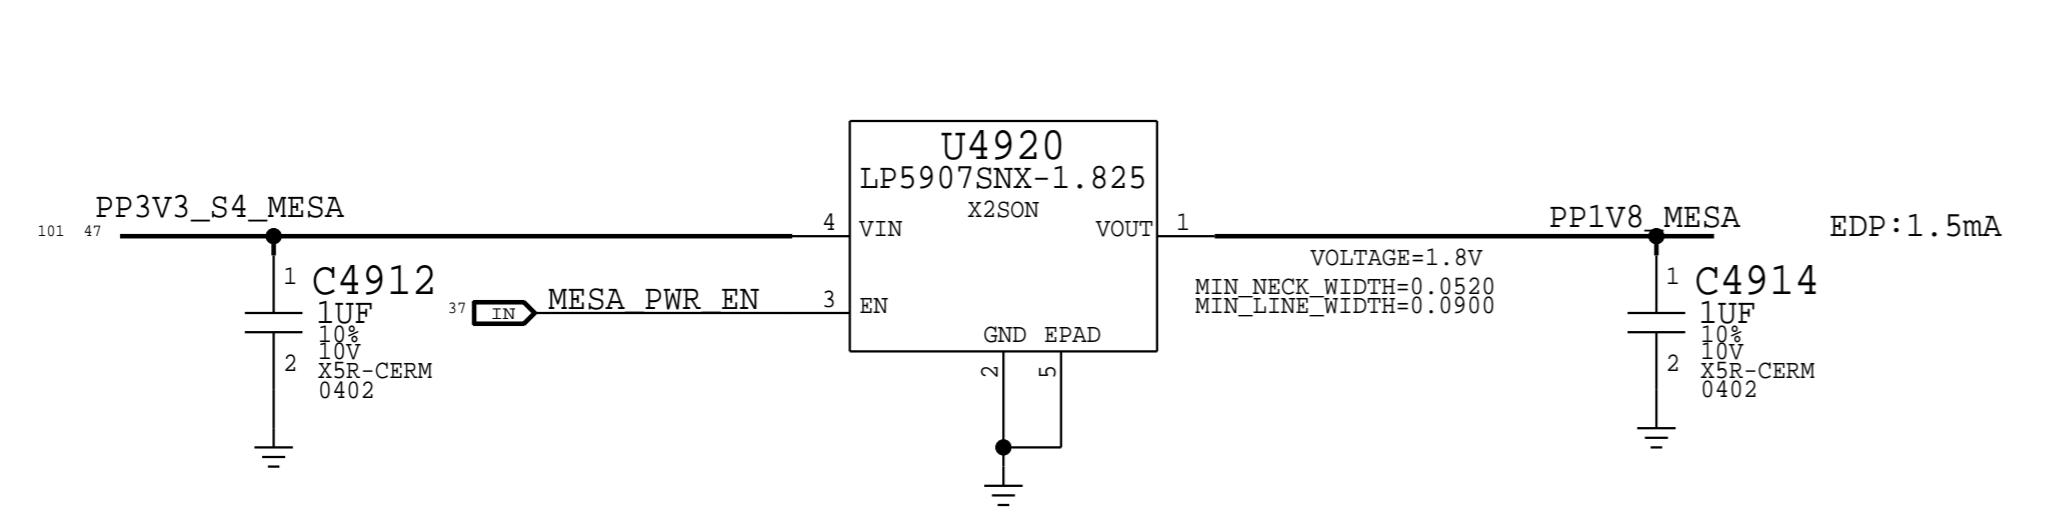 U4920
LP5907SNX-1.825
X2SON
PP3V3_S4_MESA
101 47
4
VIN
VOUT
1
PP1V8_MESA
EDP:1.5mA
VOLTAGE=1.8V
MIN_NECK_WIDTH=0.0520
MIN_LINE_WIDTH=0.0900
1
C4912
1UF
10%
10V
2
X5R-CERM
0402
37
IN
MESA_PWR_EN
3
EN
GND
EPAD
2
5
1
C4914
1UF
10%
10V
2
X5R-CERM
0402